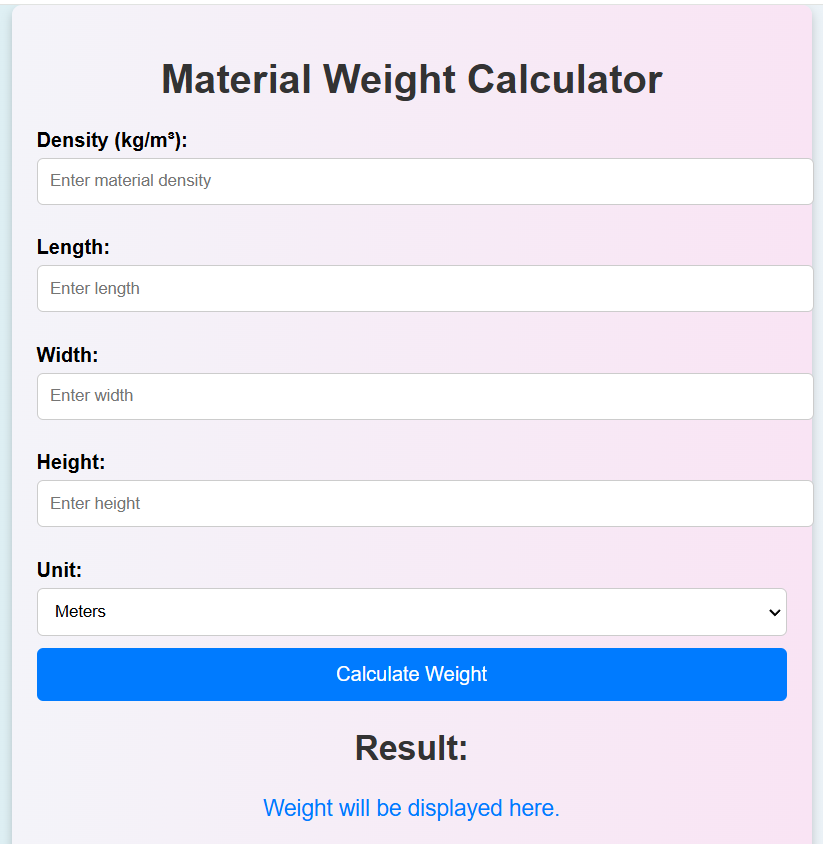 Material Weight Calculator
Density (kg/m³):
Enter material density
Length:
Enter length
Width:
Enter width
Height:
Enter height
Unit:
Meters
Calculate Weight
Result:
Weight will be displayed here.